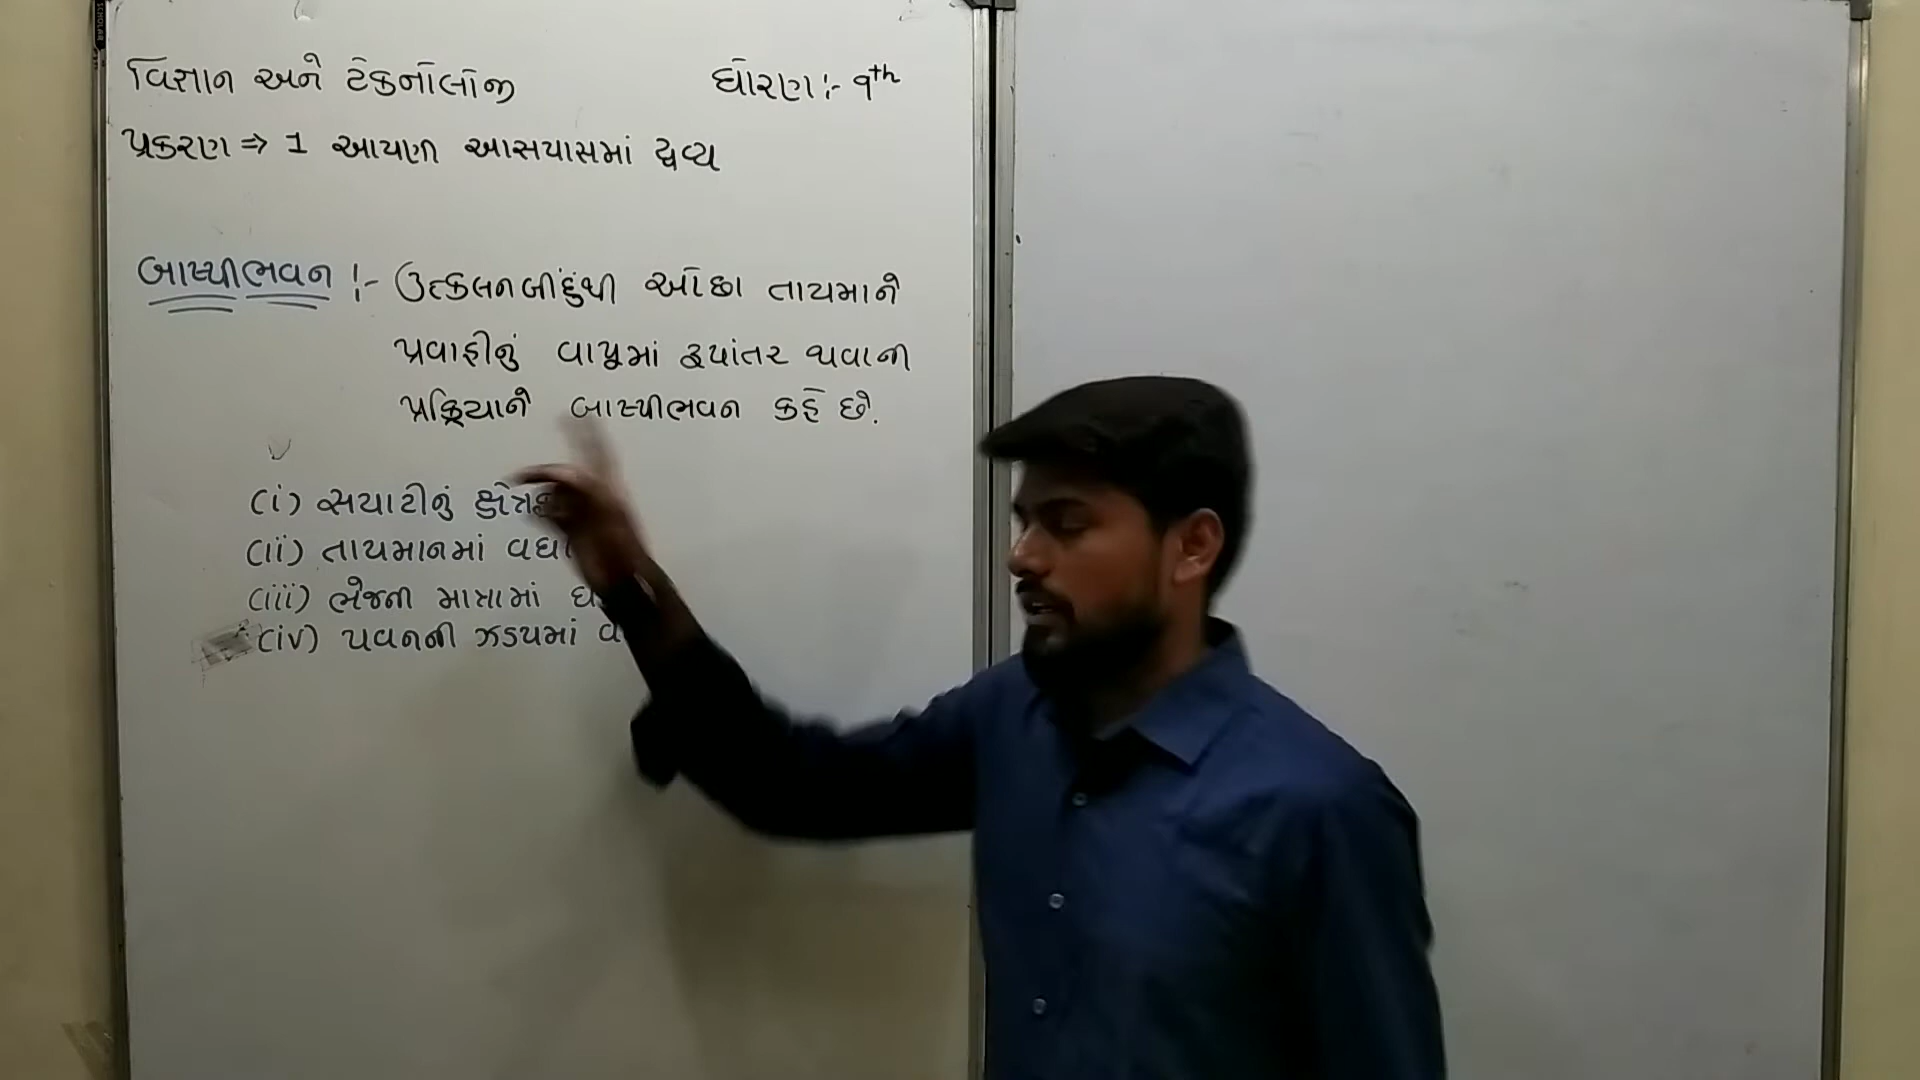 વિજ્ઞાન અને ટેકનોલોજી ધોરણ :- 9th
પ્રકરણ ⇒ 1 આપણી આસપાસમાં દ્રવ્ય
બાષ્પીભવન :- ઉત્કલનબીંદુથી ઓછા તાપમાને
પ્રવાહીનું વાયુમાં રૂપાંતર થવાની
પ્રક્રિયાને બાષ્પીભવન કહે છે.
(i) સપાટીનું
(ii) તાપમાનમાં
(iii) ભેજની માત્રામાં
(iv) પવનની ઝડપમાં
SCHOLAR